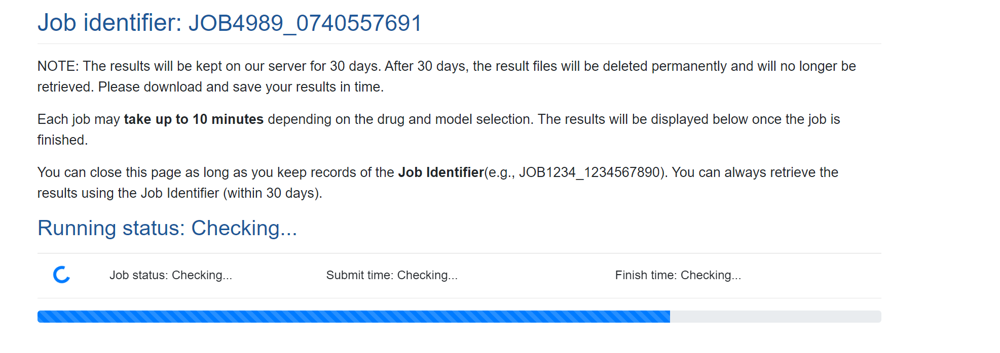 Job identifier: JOB4989_0740557691
NOTE: The results will be kept on our server for 30 days. After 30 days, the result files will be deleted permanently and will no longer be
retrieved. Please download and save your results in time.
Each job may take up to 10 minutes depending on the drug and model selection. The results will be displayed below once the job is
finished.
You can close this page as long as you keep records of the Job Identifier(e.g., JOB1234_1234567890). You can always retrieve the
results using the Job Identifier (within 30 days).
Running status: Checking...
Job status: Checking... Submit time: Checking... Finish time: Checking...